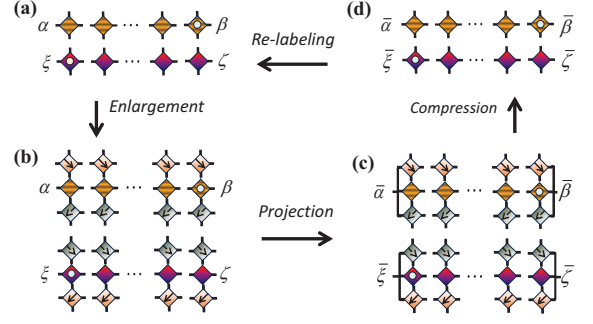 (a)
α ... β
ξ ... ζ
Re-labeling
(d)
ᾱ ... β̄
ξ̄ ... ζ̄
Enlargement
Compression
(b)
α ... β
ξ ... ζ
Projection
(c)
ᾱ ... β̄
ξ̄ ... ζ̄